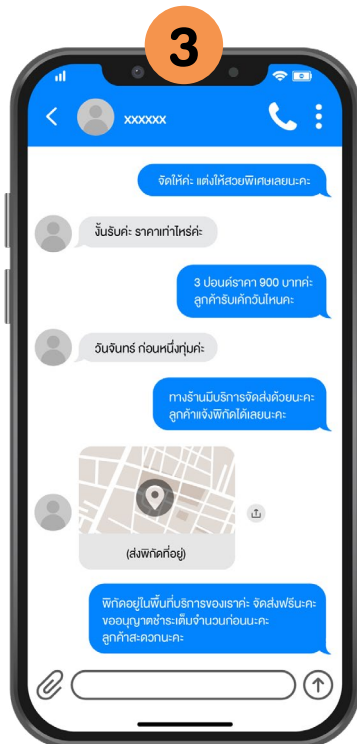 3
xxxxxx
จัดให้ค่ะ แต่งให้สวยพิเศษเลยนะคะ
งั้นรับค่ะ ราคาเท่าไหร่ค่ะ
3 ปอนด์ราคา 900 บาทค่ะ
ลูกค้ารับเค้กวันไหนคะ
วันจันทร์ ก่อนหนึ่งทุ่มค่ะ
ทางร้านมีบริการจัดส่งด้วยนะคะ
ลูกค้าแจ้งพิกัดได้เลยนะคะ
(ส่งพิกัดที่อยู่)
พิกัดอยู่ในพื้นที่บริการของเราค่ะ จัดส่งฟรีนะคะ
ขออนุญาตชำระเต็มจำนวนก่อนนะคะ
ลูกค้าสะดวกนะคะ